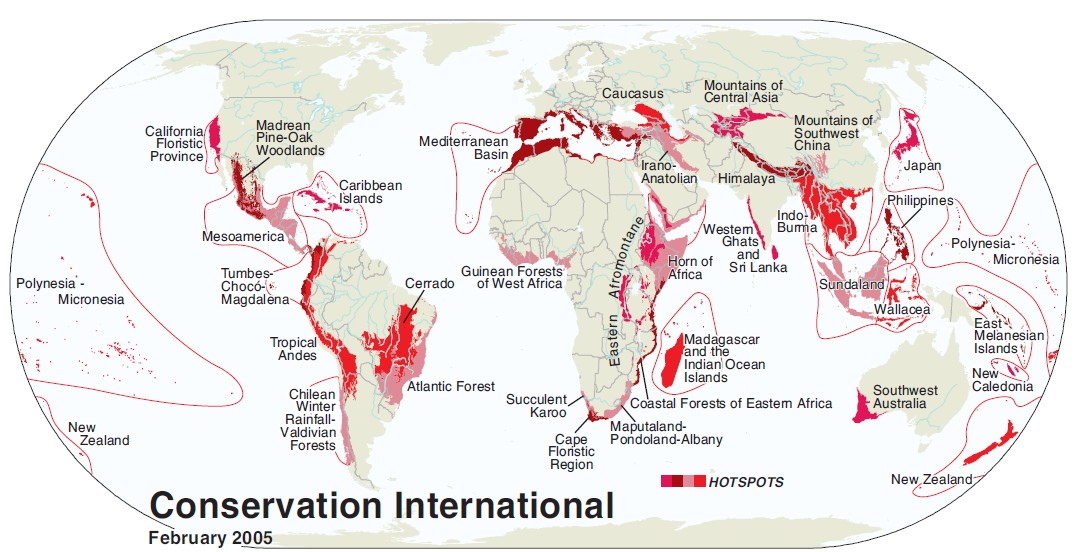 Caucasus
Mountains of
Central Asia
California
Floristic
Province
Madrean
Pine-Oak
Woodlands
Mediterranean
Basin
Mountains of
Southwest
China
Irano-
Anatolian
Himalaya
Japan
Caribbean
Islands
Philippines
Mesoamerica
Indo-
Burma
Western
Ghats
and
Sri Lanka
Polynesia-
Micronesia
Tumbes-
Chocó-
Magdalena
Cerrado
Guinean Forests
of West Africa
Eastern Afromontane
Horn of
Africa
Sundaland
Wallacea
Polynesia -
Micronesia
East
Melanesian
Islands
Tropical
Andes
Madagascar
and the
Indian Ocean
Islands
New
Caledonia
Atlantic Forest
Chilean
Winter
Rainfall-
Valdivian
Forests
Succulent
Karoo
Coastal Forests of Eastern Africa
Southwest
Australia
Maputaland-
Pondoland-Albany
Cape
Floristic
Region
New
Zealand
New Zealand
HOTSPOTS
Conservation International
February 2005